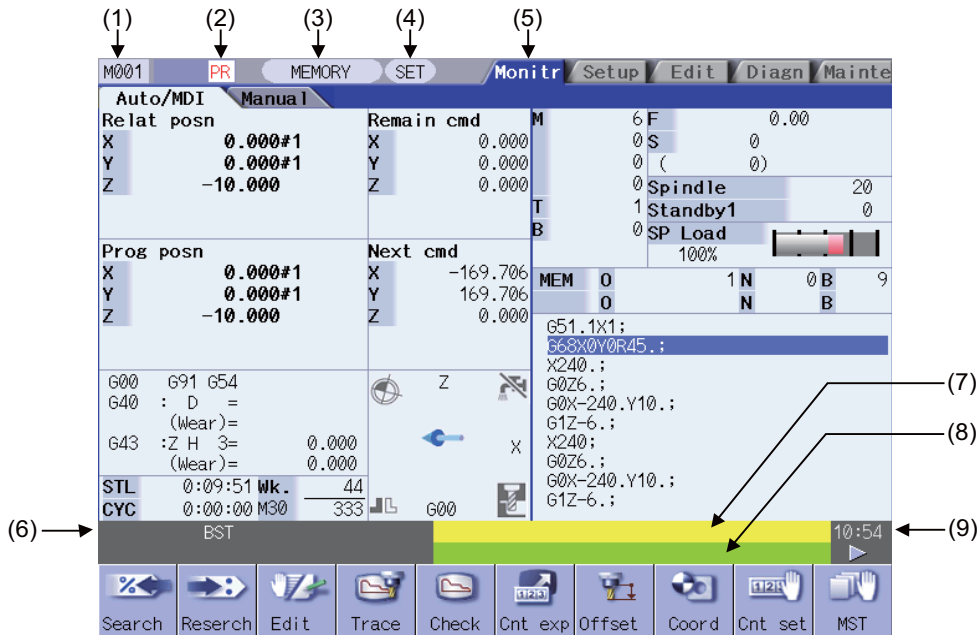 (1) (2) (3) (4) (5)
M001 PR MEMORY SET Monitr Setup Edit Diagn Mainte
Auto/MDI Manual
Relat posn
X 0.000#1
Y 0.000#1
Z -10.000
Remain cmd
X 0.000
Y 0.000
Z 0.000
Prog posn
X 0.000#1
Y 0.000#1
Z -10.000
Next cmd
X -169.706
Y 169.706
Z 0.000
M 6
0
0
0
T 1
B 0
F 0.00
S 0
( 0)
Spindle 20
Standby1 0
SP Load
100%
MEM O 1 N 0 B 9
O N B
G51.1X1;
G68X0Y0R45.;
X240.;
G0Z6.;
G0X-240.Y10.;
G1Z-6.;
X240;
G0Z6.;
G0X-240.Y10.;
G1Z-6.;
G00 G91 G54
G40 : D =
(Wear)=
G43 :Z H 3= 0.000
(Wear)= 0.000
Z
X
G00
STL 0:09:51 Wk. 44
CYC 0:00:00 M30 333
(7)
(8)
(6) BST 10:54 (9)
Search Reserch Edit Trace Check Cnt exp Offset Coord Cnt set MST